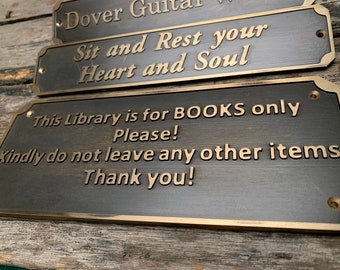 Dover Guitar
Sit and Rest your
Heart and Soul
This Library is for BOOKS only
Please!
Kindly do not leave any other items
Thank you!